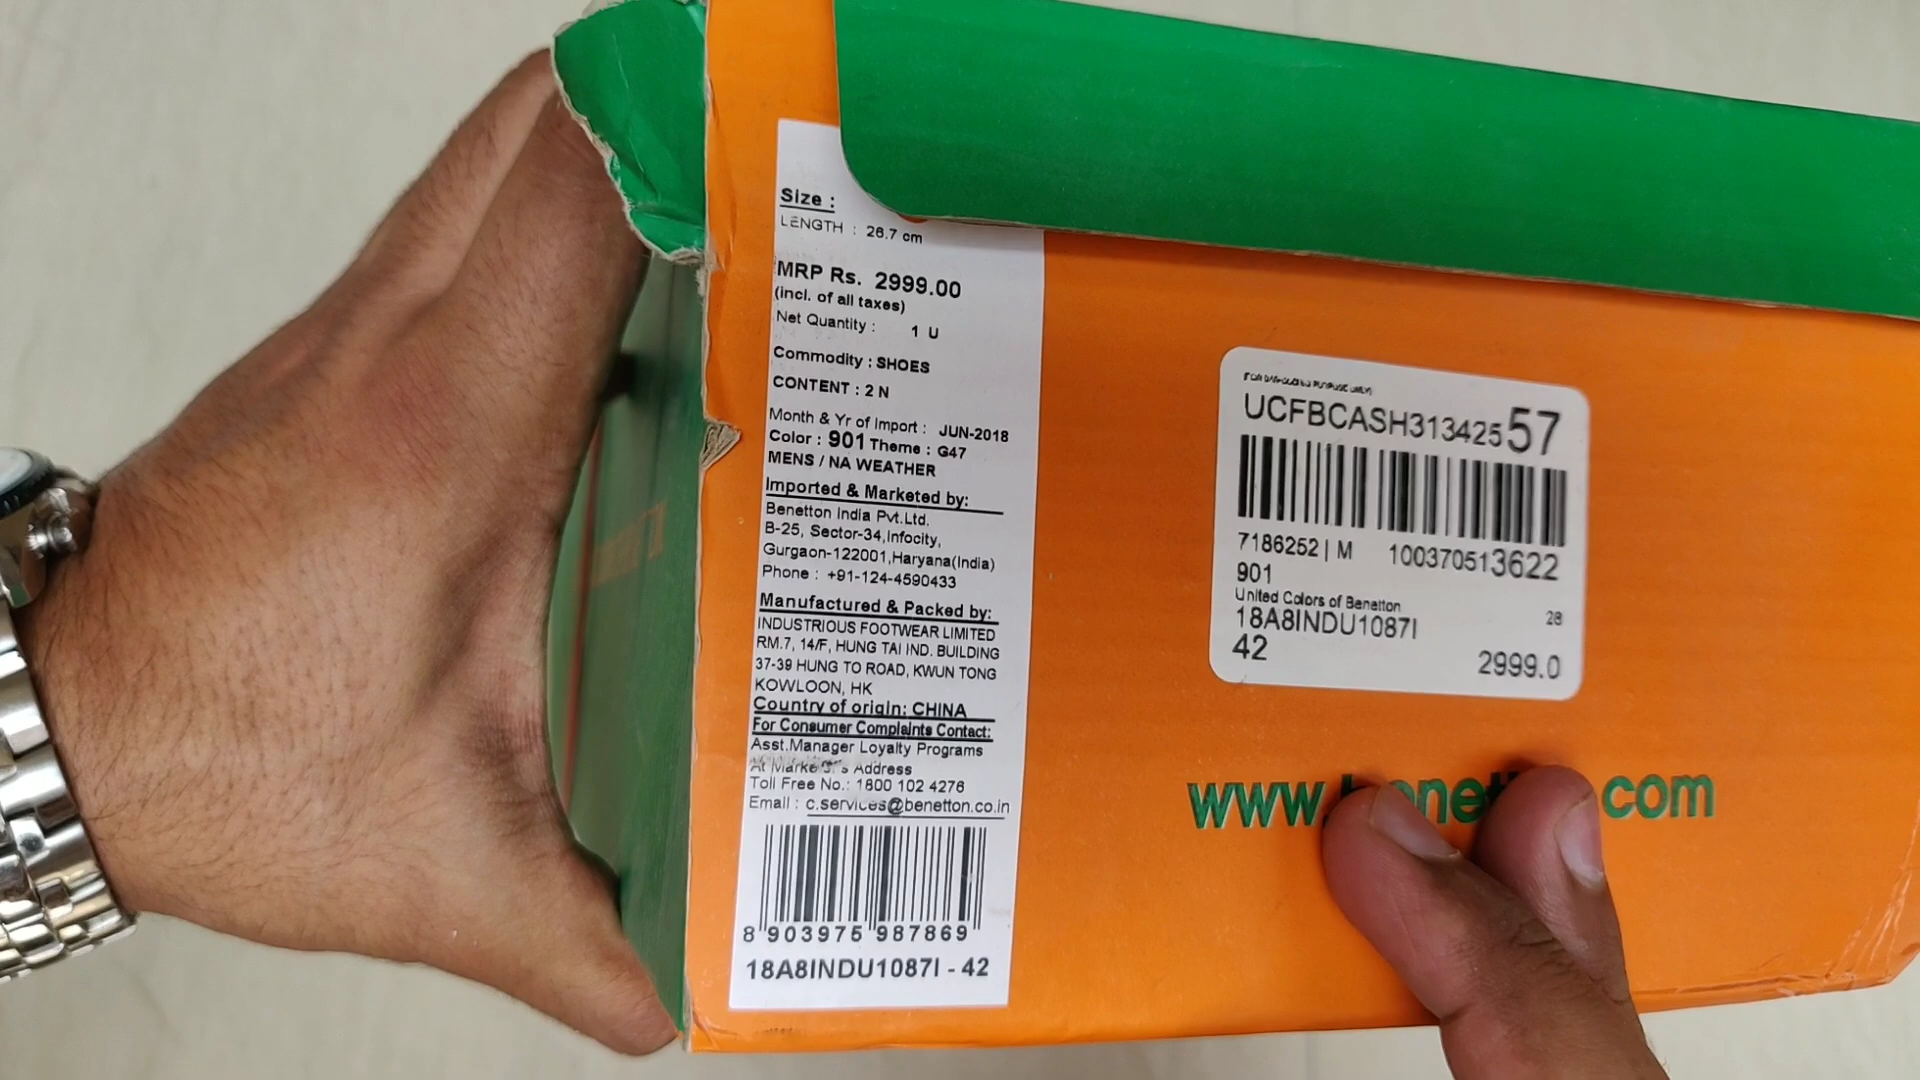 Size :
LENGTH : 26.7 cm
MRP Rs. 2999.00
(incl. of all taxes)
Net Quantity : 1 U
Commodity : SHOES
CONTENT : 2 N
Month & Yr of Import : JUN-2018
Color : 901 Theme : G47
MENS / NA WEATHER
Imported & Marketed by:
Benetton India Pvt.Ltd.
B-25, Sector-34,Infocity,
Gurgaon-122001,Haryana(India)
Phone : +91-124-4590433
Manufactured & Packed by:
INDUSTRIOUS FOOTWEAR LIMITED
RM.7, 14/F, HUNG TAI IND. BUILDING
37-39 HUNG TO ROAD, KWUN TONG
KOWLOON, HK
Country of origin: CHINA
For Consumer Complaints Contact:
Asst.Manager Loyalty Programs
At Address
Toll Free No.: 1800 102 4276
Email : c.services@benetton.co.in
8 903975 987869
18A8INDU1087I - 42
UCFBCASH31342557
7186252 | M 100370513622
901
United Colors of Benetton
18A8INDU1087I 28
42 2999.0
www. .com